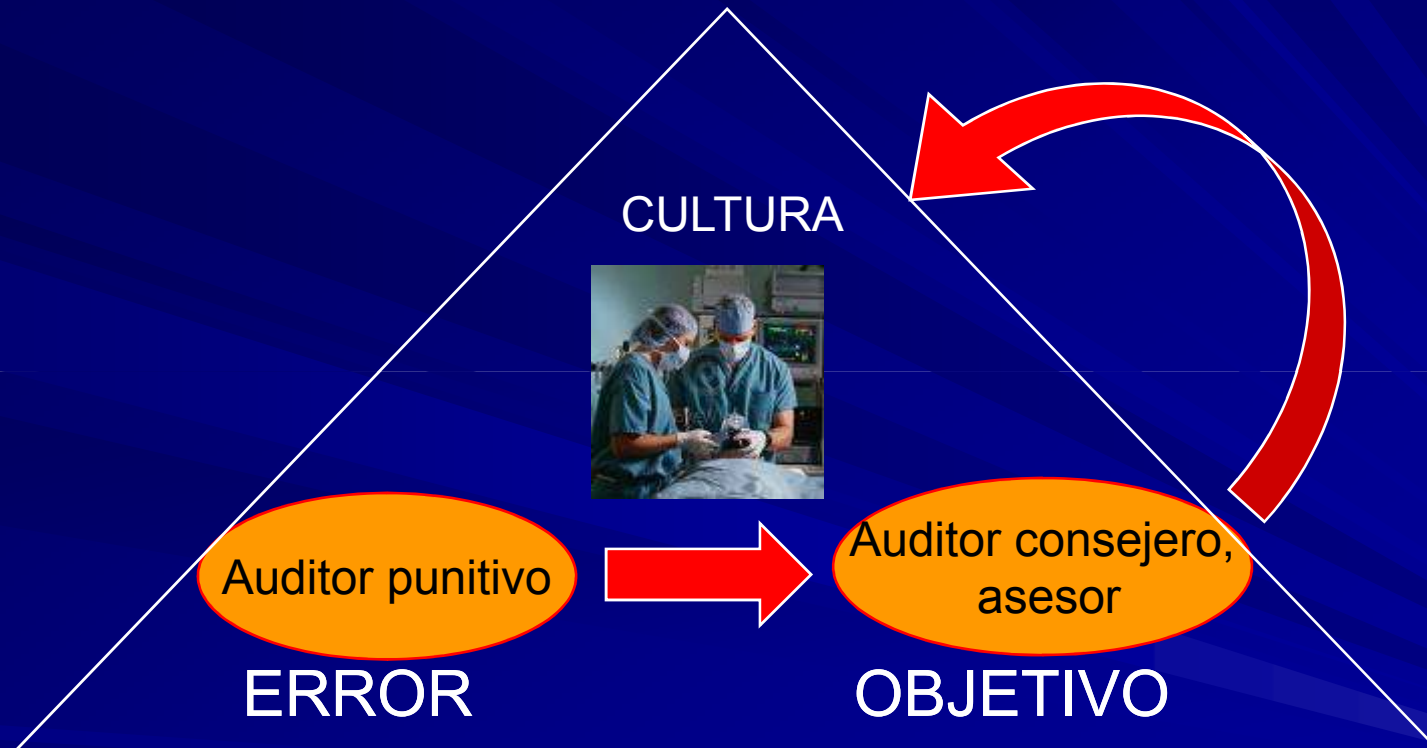 CULTURA
Auditor punitivo
Auditor consejero,
asesor
ERROR
OBJETIVO